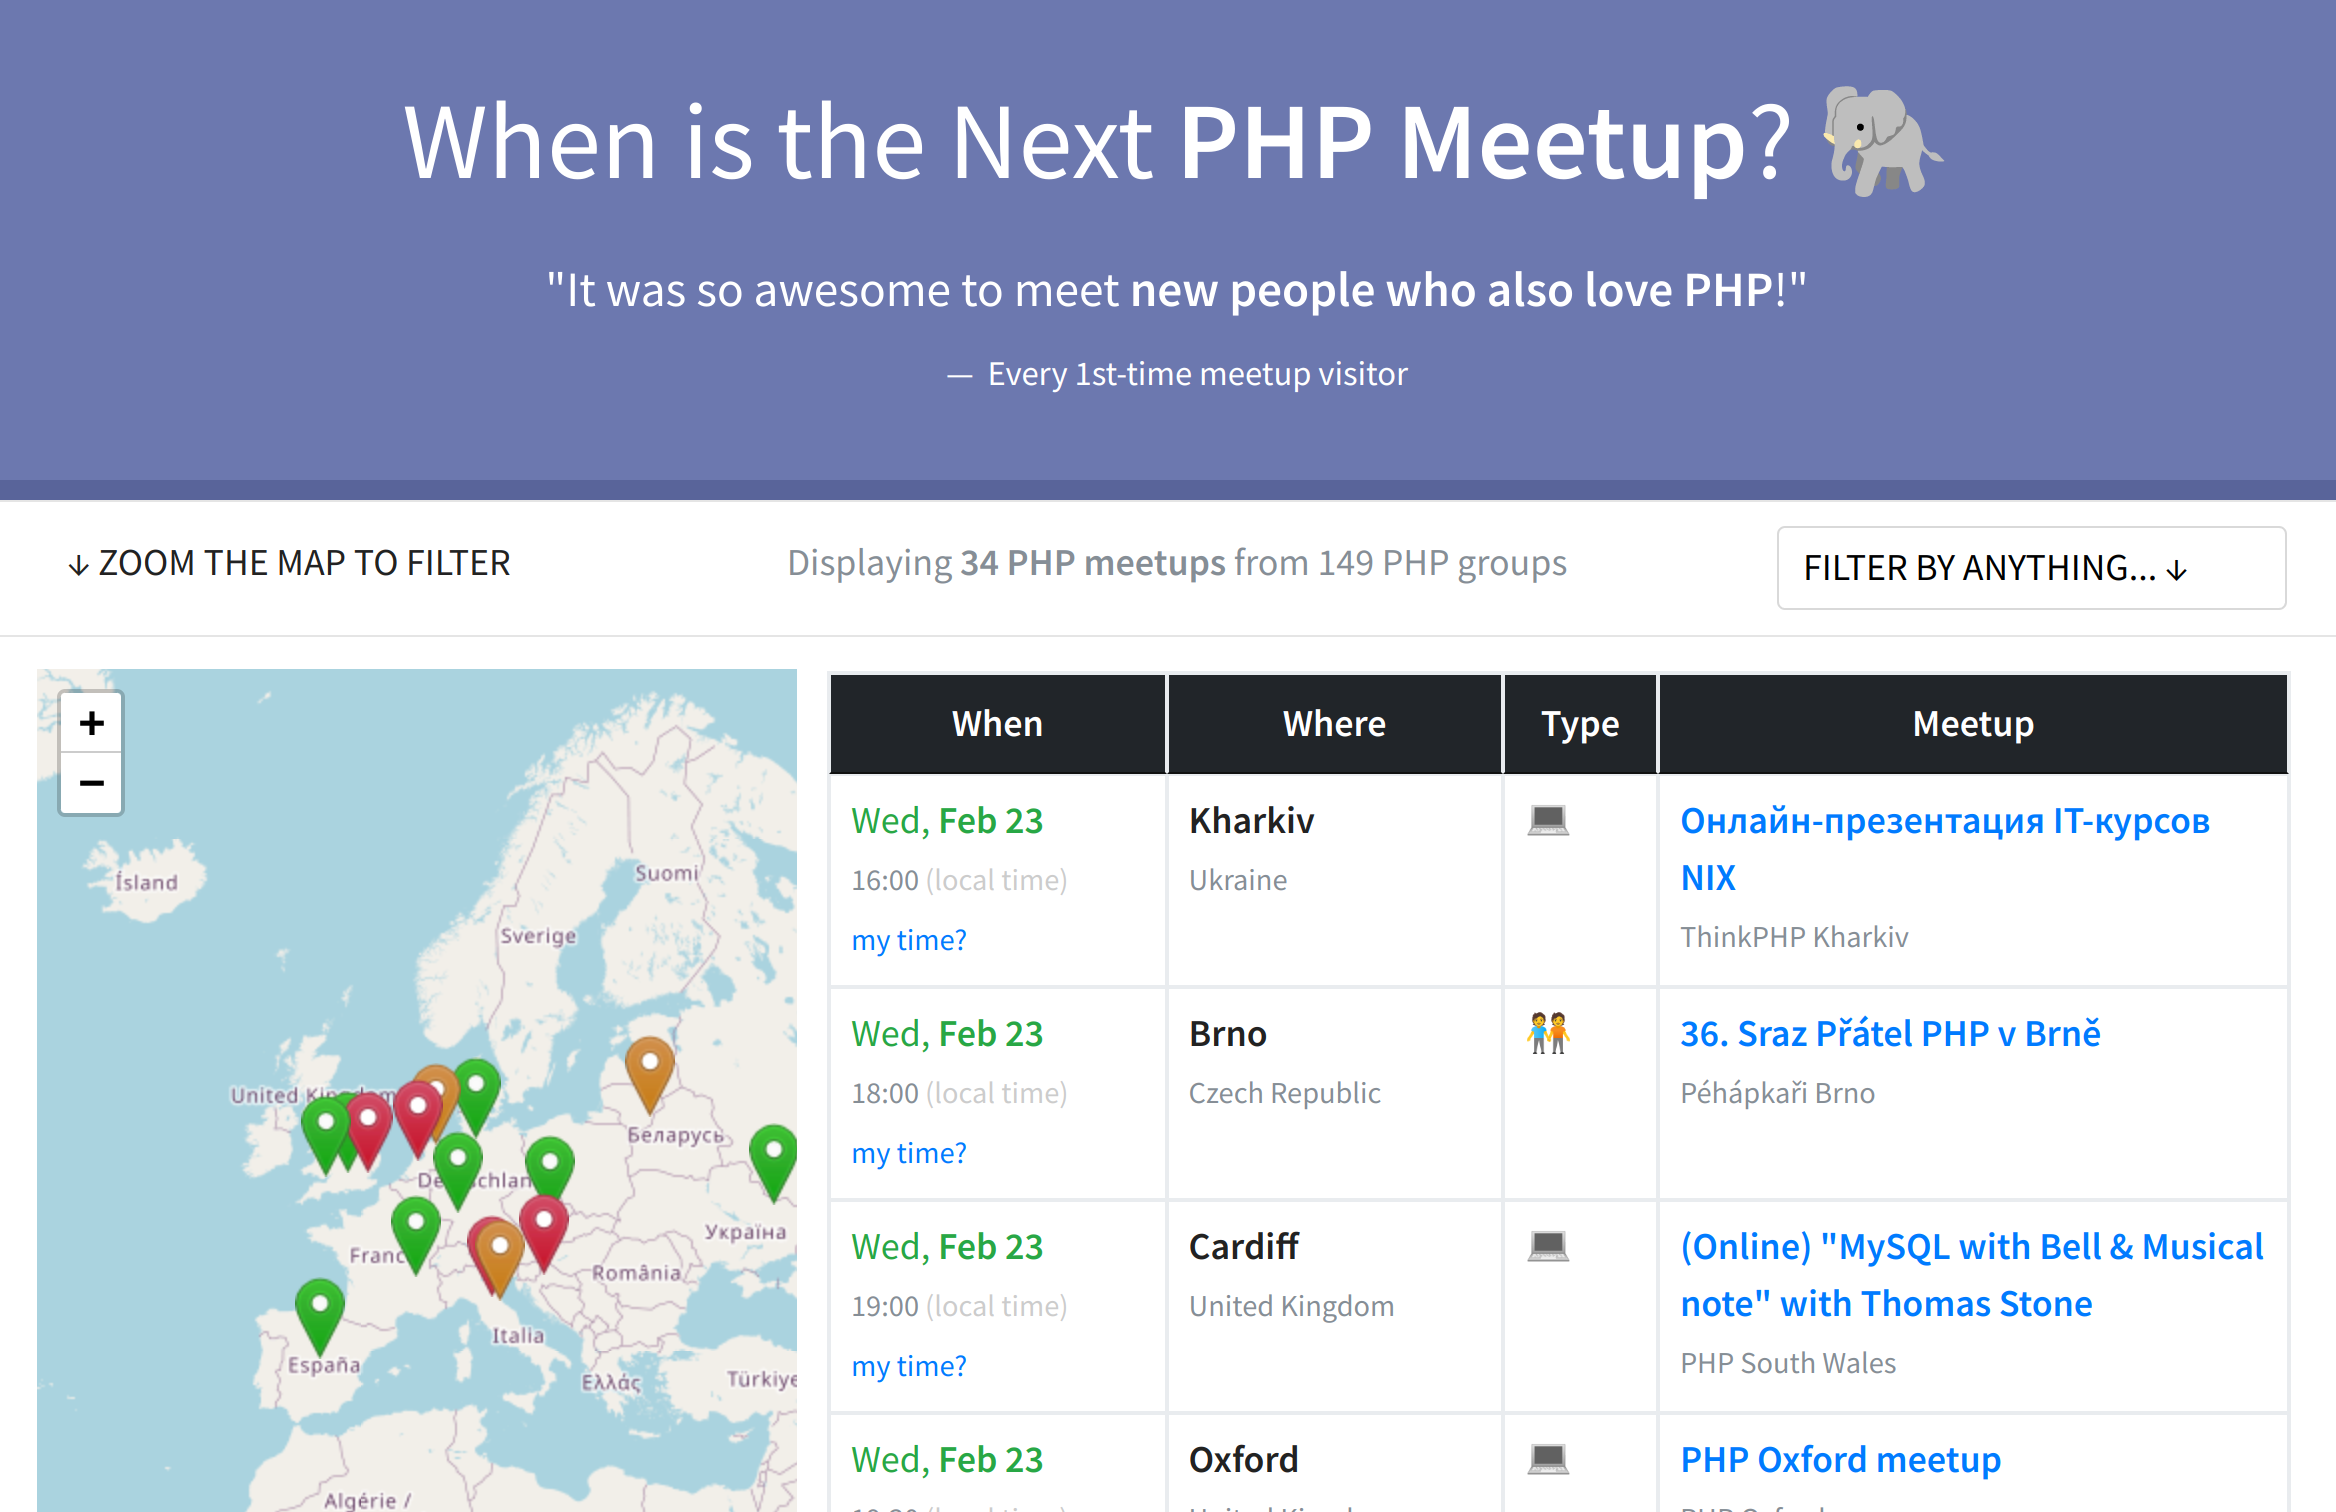 When is the Next PHP Meetup?
"It was so awesome to meet new people who also love PHP!"
— Every 1st-time meetup visitor
↓ ZOOM THE MAP TO FILTER
Displaying 34 PHP meetups from 149 PHP groups
FILTER BY ANYTHING... ↓
+
−
Ísland
Suomi
Sverige
United
Беларусь
Україна
România
Italia
España
Ελλάς
Türkiye
Algérie /
When Where Type Meetup
Wed, Feb 23
16:00 (local time)
my time?
Kharkiv
Ukraine
Онлайн-презентация IT-курсов
NIX
ThinkPHP Kharkiv
Wed, Feb 23
18:00 (local time)
my time?
Brno
Czech Republic
36. Sraz Přátel PHP v Brně
Péhápkaři Brno
Wed, Feb 23
19:00 (local time)
my time?
Cardiff
United Kingdom
(Online) "MySQL with Bell & Musical
note" with Thomas Stone
PHP South Wales
Wed, Feb 23
Oxford
PHP Oxford meetup